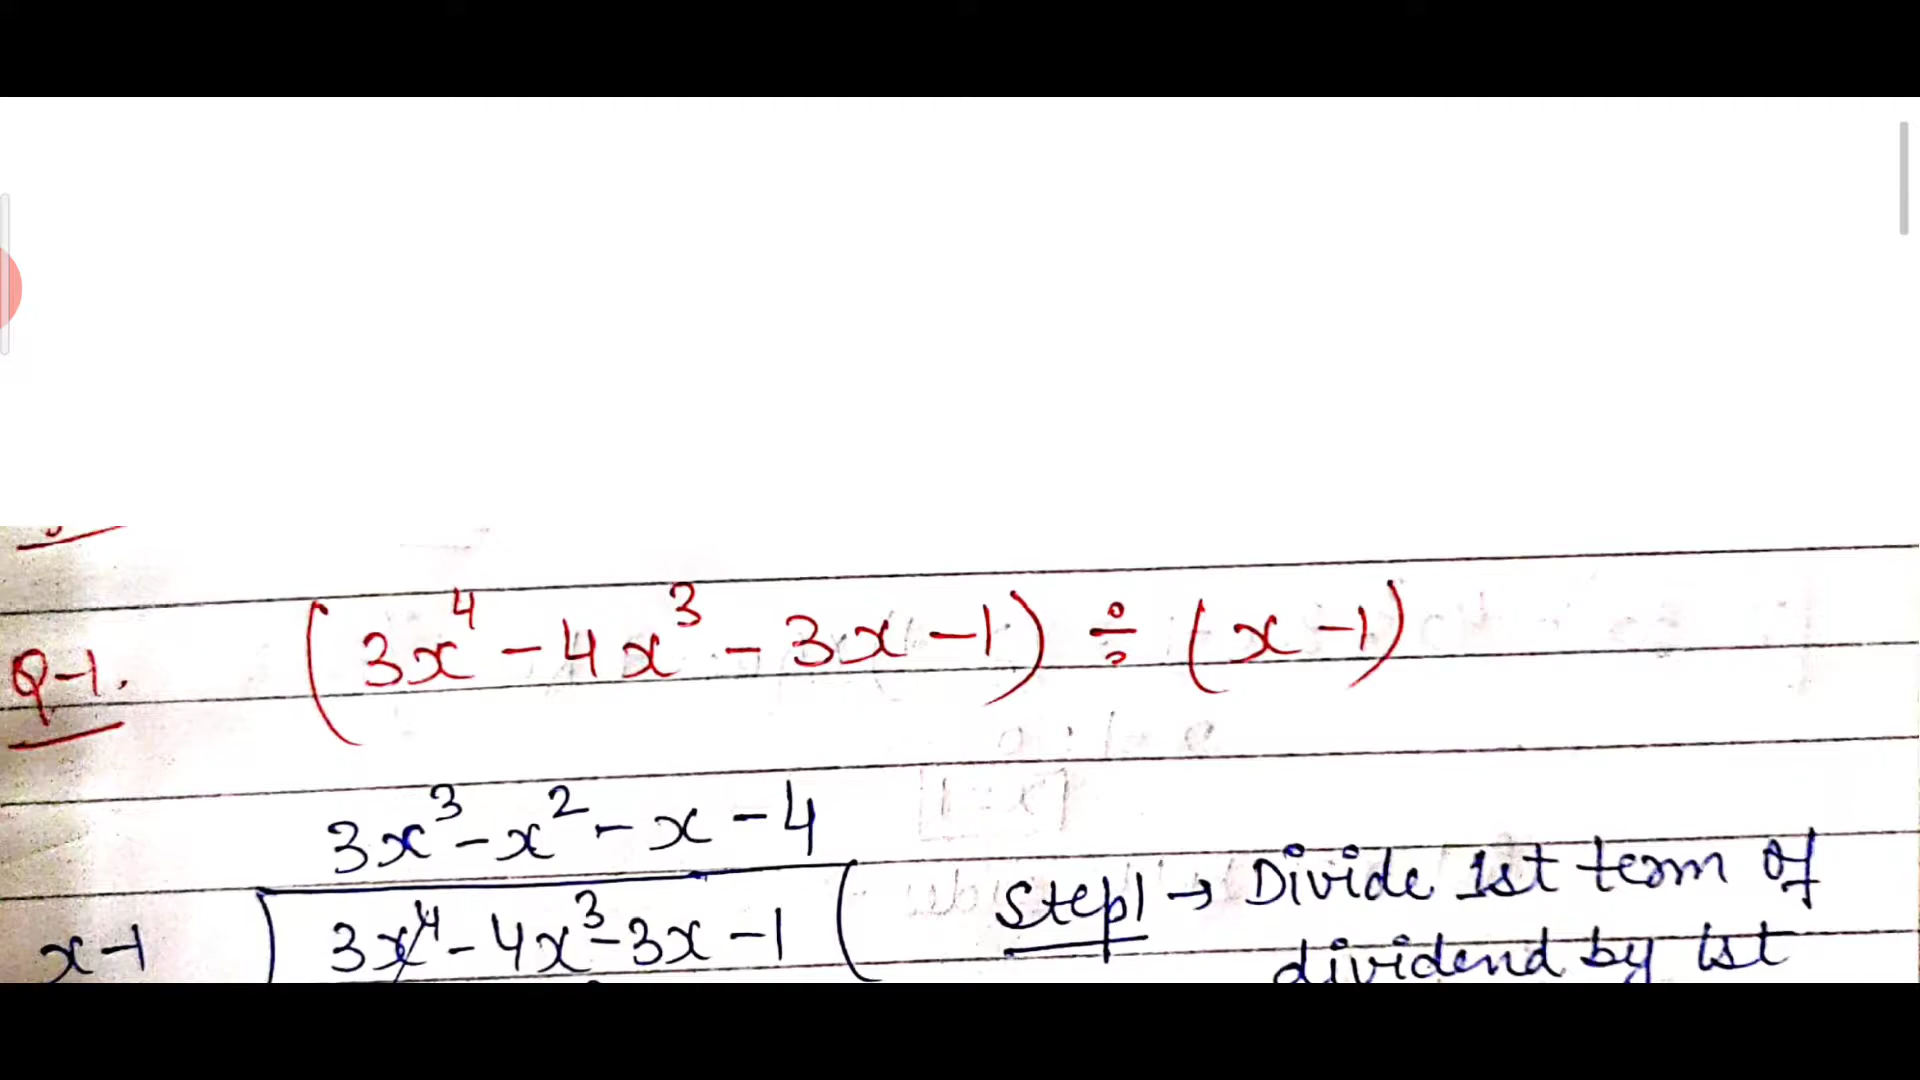 Q-1. (3x⁴ - 4x³ - 3x - 1) ÷ (x - 1)
3x³ - x² - x - 4
x-1 3x⁴ - 4x³ - 3x - 1 ( Step1 → Divide 1st term of
dividend by 1st